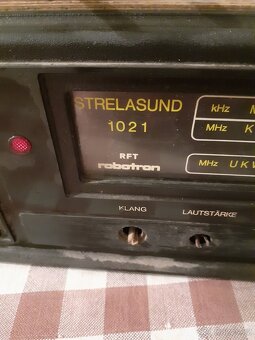 STRELASUND
1021
RFT
robotron
kHz M
MHz K
MHz UKW
KLANG
LAUTSTÄRKE